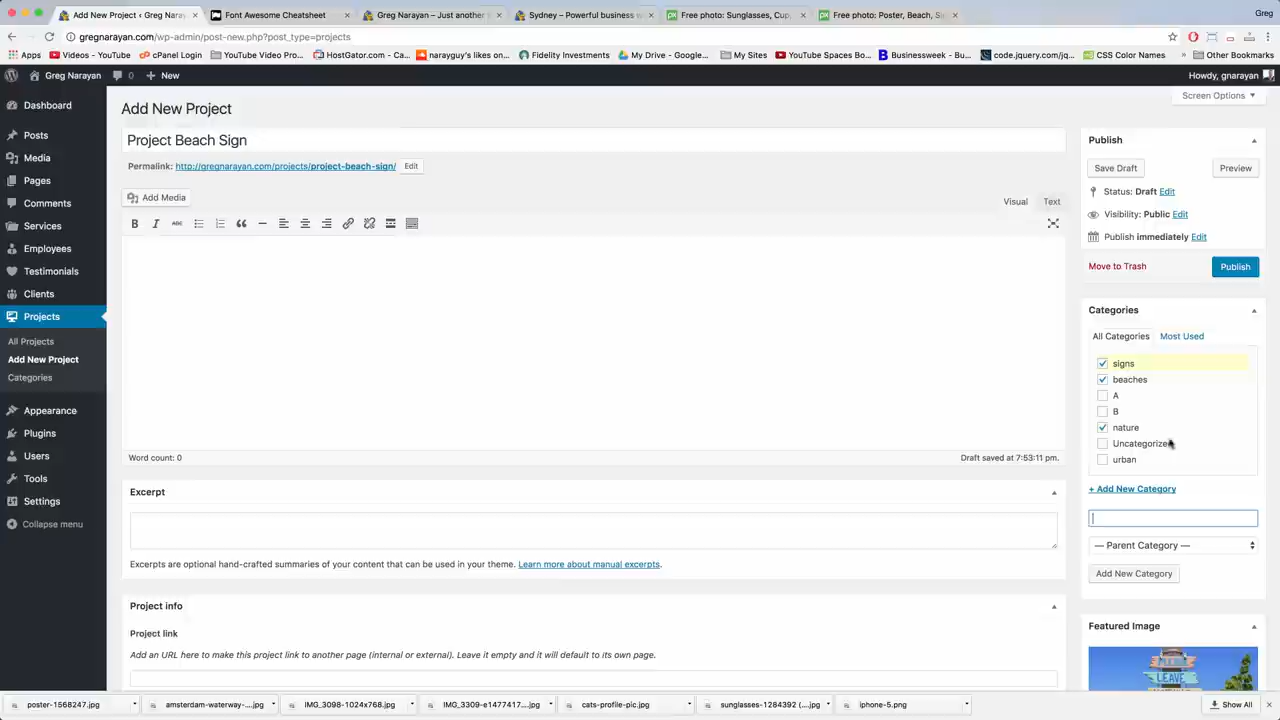 Add New Project ‹ Greg Naray
Font Awesome Cheatsheet
Greg Narayan – Just another
Sydney – Powerful business w
Free photo: Sunglasses, Cup,
Free photo: Poster, Beach, S
Greg
gregnarayan.com/wp-admin/post-new.php?post_type=projects
Apps
Videos - YouTube
cPanel Login
YouTube Video Pro...
HostGator.com - Ca...
narayguy's likes on...
Fidelity Investments
My Drive - Google...
My Sites
YouTube Spaces Bo...
Businessweek - Bu...
code.jquery.com/jq...
CSS Color Names
»
Other Bookmarks
Greg Narayan
0
New
Howdy, gnarayan
Screen Options
Dashboard
Posts
Media
Pages
Comments
Services
Employees
Testimonials
Clients
Projects
All Projects
Add New Project
Categories
Appearance
Plugins
Users
Tools
Settings
Collapse menu
Add New Project
Project Beach Sign
Permalink: http://gregnarayan.com/projects/project-beach-sign/ Edit
Add Media
Visual Text
B I ABC
Word count: 0
Draft saved at 7:53:11 pm.
Excerpt
Excerpts are optional hand-crafted summaries of your content that can be used in your theme. Learn more about manual excerpts.
Project info
Project link
Add an URL here to make this project link to another page (internal or external). Leave it empty and it will default to its own page.
Publish
Save Draft
Preview
Status: Draft Edit
Visibility: Public Edit
Publish immediately Edit
Move to Trash
Publish
Categories
All Categories
Most Used
signs
beaches
A
B
nature
Uncategorized
urban
+ Add New Category
— Parent Category —
Add New Category
Featured Image
LEAVE
poster-1568247.jpg
amsterdam-waterway-....jpg
IMG_3098-1024x768.jpg
IMG_3309-e1477417....jpg
cats-profile-pic.jpg
sunglasses-1284392 (....jpg
iphone-5.png
Show All